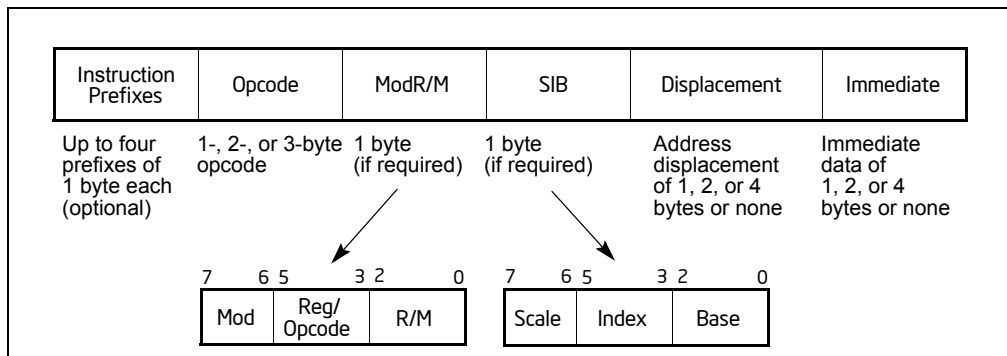 Instruction Prefixes
Opcode
ModR/M
SIB
Displacement
Immediate
Up to four
prefixes of
1 byte each
(optional)
1-, 2-, or 3-byte
opcode
1 byte
(if required)
1 byte
(if required)
Address
displacement
of 1, 2, or 4
bytes or none
Immediate
data of
1, 2, or 4
bytes or none
7 6 5 3 2 0
Mod
Reg/
Opcode
R/M
7 6 5 3 2 0
Scale
Index
Base